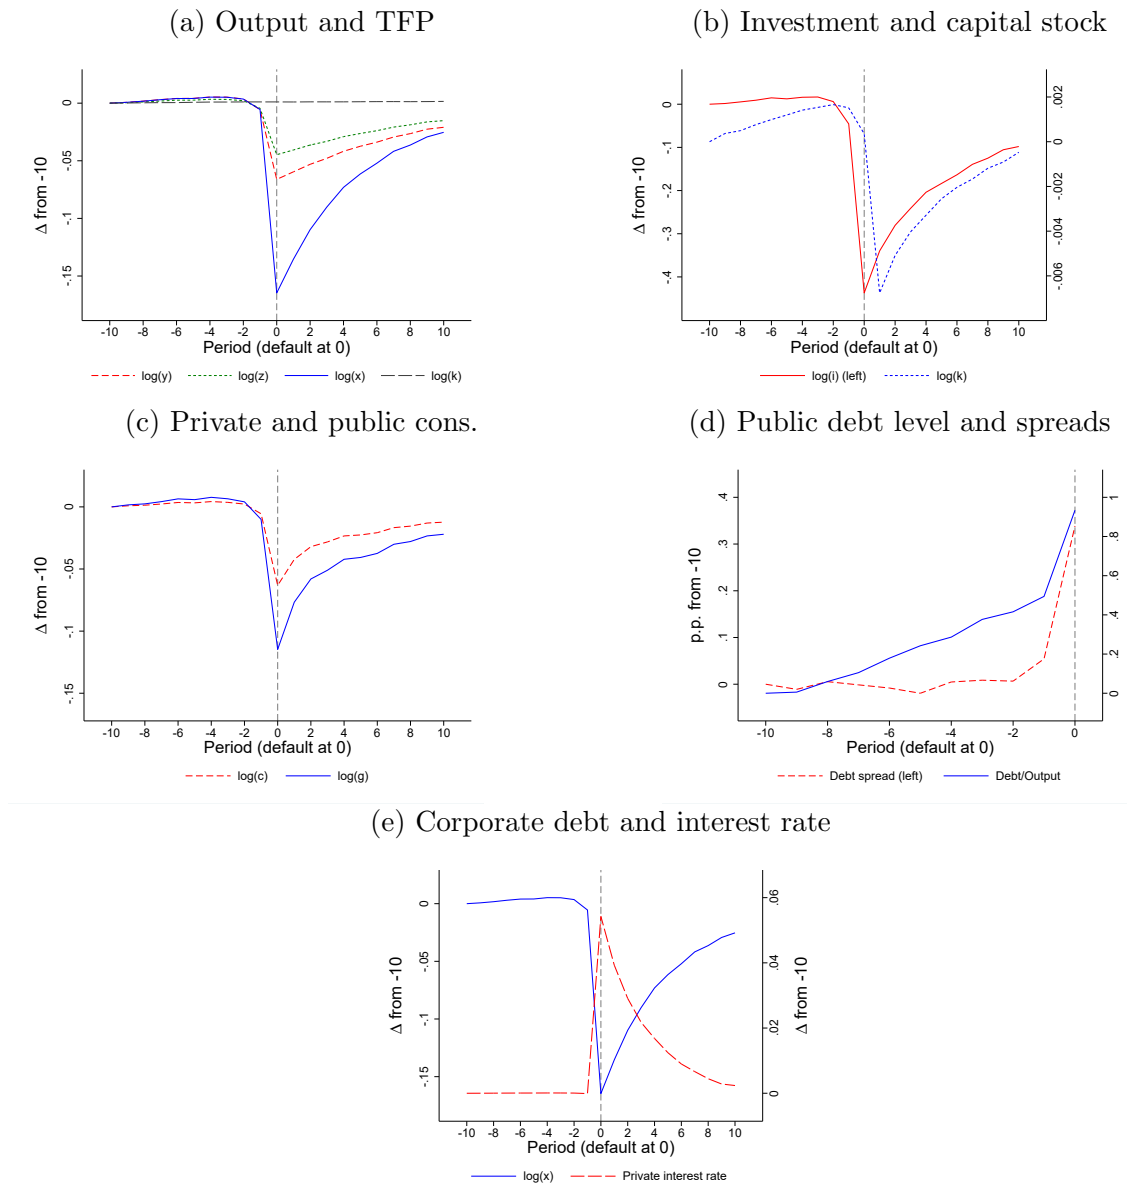 (a) Output and TFP
Δ from -10
0
-.05
-.1
-.15
-10 -8 -6 -4 -2 0 2 4 6 8 10
Period (default at 0)
log(y) log(z) log(x) log(k)
(b) Investment and capital stock
Δ from -10
0
-.1
-.2
-.3
-.4
.002
0
-.002
-.004
-.006
-10 -8 -6 -4 -2 0 2 4 6 8 10
Period (default at 0)
log(i) (left) log(k)
(c) Private and public cons.
Δ from -10
0
-.05
-.1
-.15
-10 -8 -6 -4 -2 0 2 4 6 8 10
Period (default at 0)
log(c) log(g)
(d) Public debt level and spreads
p.p. from -10
.4
.3
.2
.1
0
1
.8
.6
.4
.2
0
-10 -8 -6 -4 -2 0
Period (default at 0)
Debt spread (left) Debt/Output
(e) Corporate debt and interest rate
Δ from -10
0
-.05
-.1
-.15
.06
.04
.02
0
Δ from -10
-10 -8 -6 -4 -2 0 2 4 6 8 10
Period (default at 0)
log(x) Private interest rate